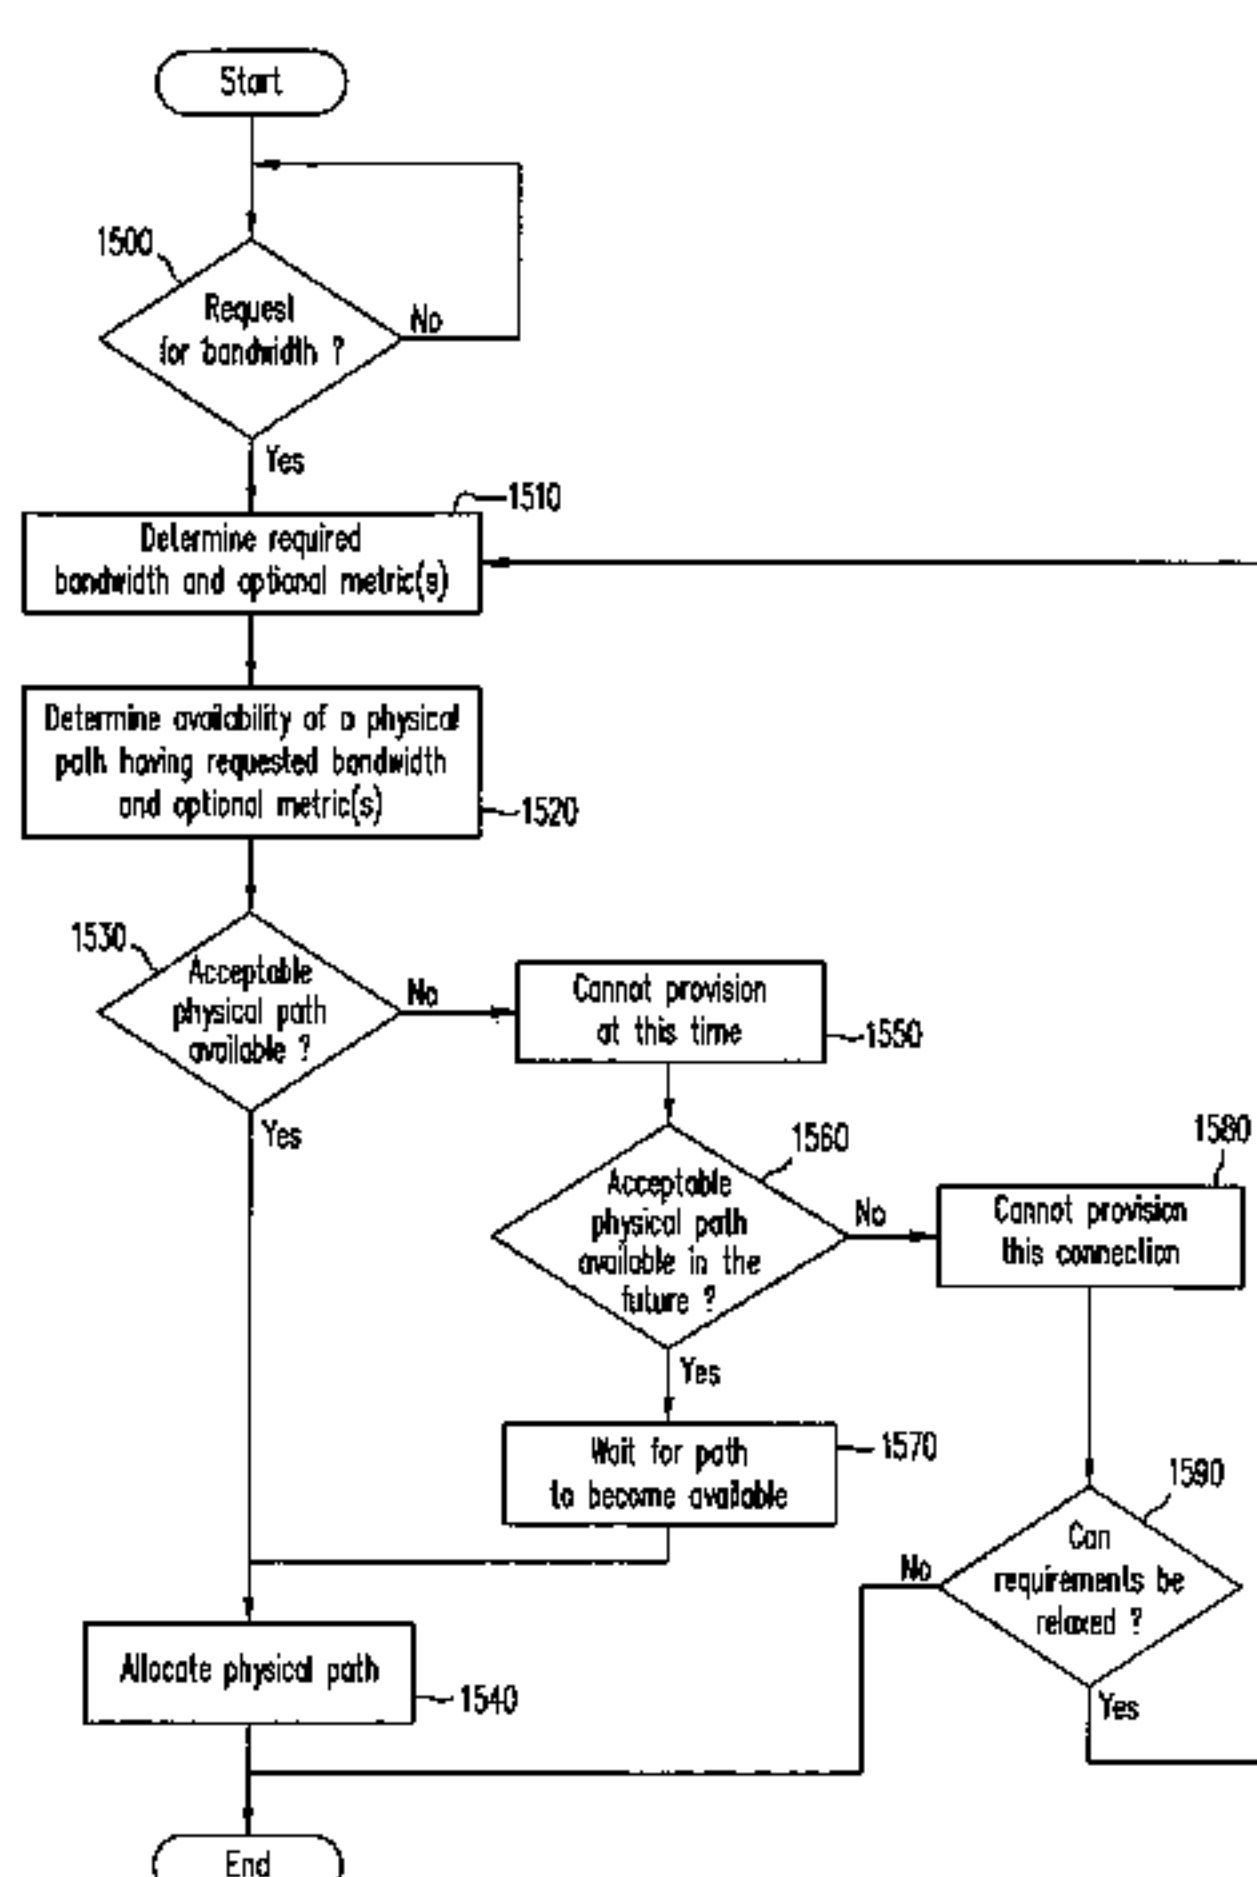 Start
1500
Request
for bandwidth ?
No
Yes
1510
Determine required
bandwidth and optional metric(s)
Determine availability of a physical
path having requested bandwidth
and optional metric(s)
1520
1530
Acceptable
physical path
available ?
No
Yes
Cannot provision
at this time
1550
1560
Acceptable
physical path
available in the
future ?
No
Yes
1580
Cannot provision
this connection
Wait for path
to become available
1570
1590
Can
requirements be
relaxed ?
No
Yes
Allocate physical path
1540
End